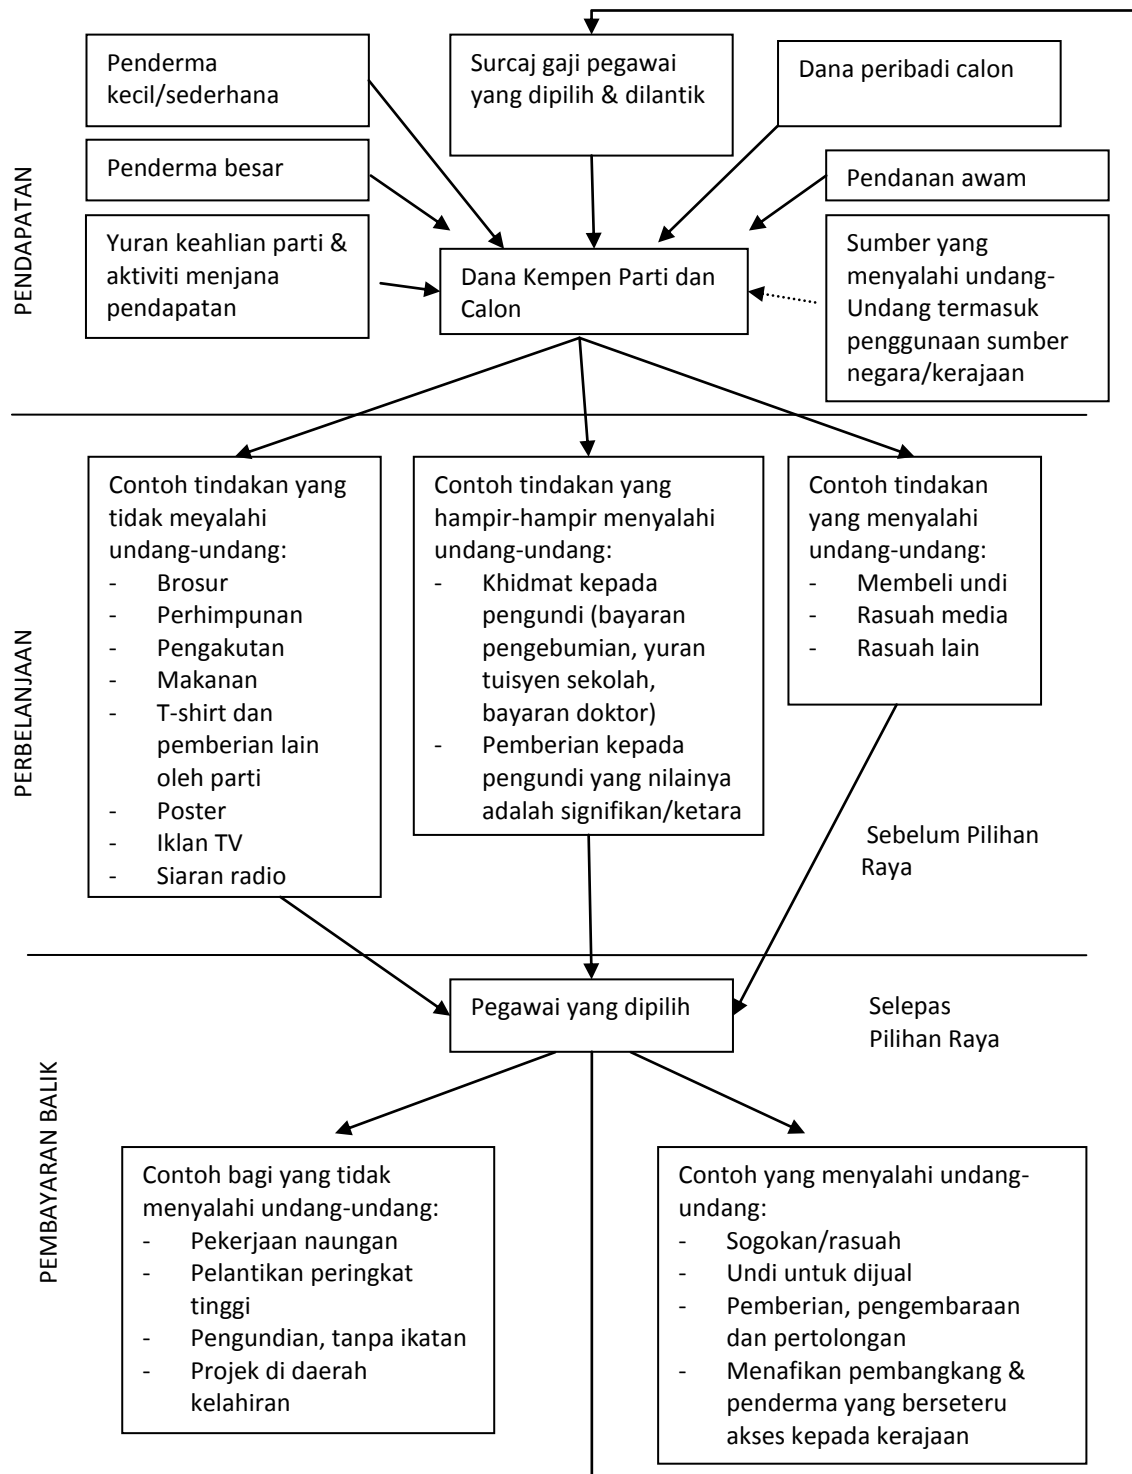 PENDAPATAN
Penderma
kecil/sederhana
Surcaj gaji pegawai
yang dipilih & dilantik
Dana peribadi calon
Penderma besar
Pendanan awam
Yuran keahlian parti &
aktiviti menjana
pendapatan
Dana Kempen Parti dan
Calon
Sumber yang
menyalahi undang-
Undang termasuk
penggunaan sumber
negara/kerajaan
PERBELANJAAN
Contoh tindakan yang
tidak meyalahi
undang-undang:
- Brosur
- Perhimpunan
- Pengakutan
- Makanan
- T-shirt dan
pemberian lain
oleh parti
- Poster
- Iklan TV
- Siaran radio
Contoh tindakan yang
hampir-hampir menyalahi
undang-undang:
- Khidmat kepada
pengundi (bayaran
pengebumian, yuran
tuisyen sekolah,
bayaran doktor)
- Pemberian kepada
pengundi yang nilainya
adalah signifikan/ketara
Contoh tindakan
yang menyalahi
undang-undang:
- Membeli undi
- Rasuah media
- Rasuah lain
Sebelum Pilihan
Raya
PEMBAYARAN BALIK
Pegawai yang dipilih
Selepas
Pilihan Raya
Contoh bagi yang tidak
menyalahi undang-undang:
- Pekerjaan naungan
- Pelantikan peringkat
tinggi
- Pengundian, tanpa ikatan
- Projek di daerah
kelahiran
Contoh yang menyalahi undang-
undang:
- Sogokan/rasuah
- Undi untuk dijual
- Pemberian, pengembaraan
dan pertolongan
- Menafikan pembangkang &
penderma yang berseteru
akses kepada kerajaan